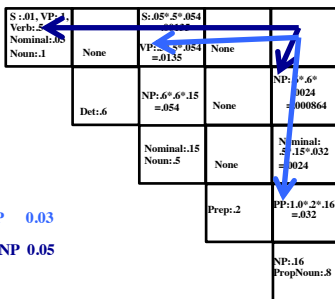 S :.01, VP:.1,
Verb:.5
Nominal:.03
Noun:.1
None
S:.05*.5*.054
=.00135
VP:.5*.5*.054
=.0135
None
NP:.6*.6*
.0024
=.000864
Det:.6
NP:.6*.6*.15
=.054
None
Nominal:
.5*.15*.032
=.0024
Nominal:.15
Noun:.5
None
Prep:.2
PP:1.0*.2*.16
=.032
NP:.16
PropNoun:.8
P 0.03
NP 0.05